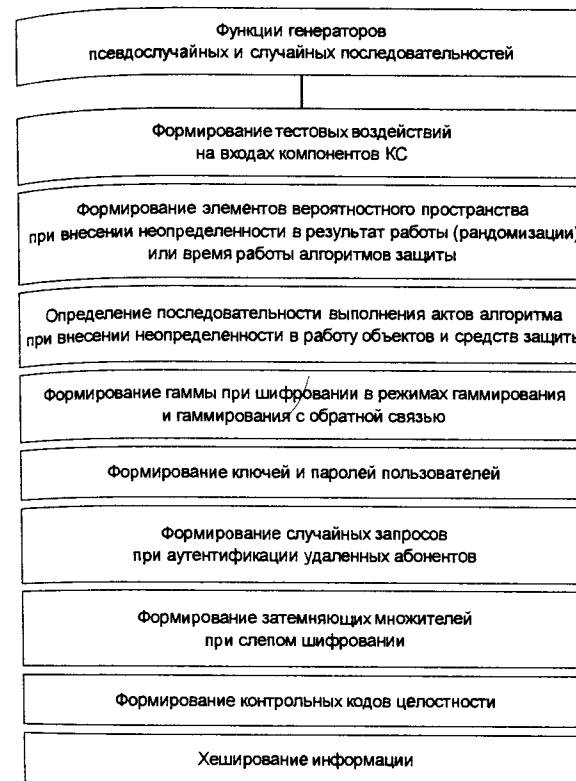 Функции генераторов
псевдослучайных и случайных последовательностей
Формирование тестовых воздействий
на входах компонентов КС
Формирование элементов вероятностного пространства
при внесении неопределенности в результат работы (рандомизации)
или время работы алгоритмов защиты
Определение последовательности выполнения актов алгоритма
при внесении неопределенности в работу объектов и средств защить
Формирование гаммы при шифровании в режимах гаммирования
и гаммирования с обратной связью
Формирование ключей и паролей пользователей
Формирование случайных запросов
при аутентификации удаленных абонентов
Формирование затемняющих множителей
при слепом шифровании
Формирование контрольных кодов целостности
Хеширование информации